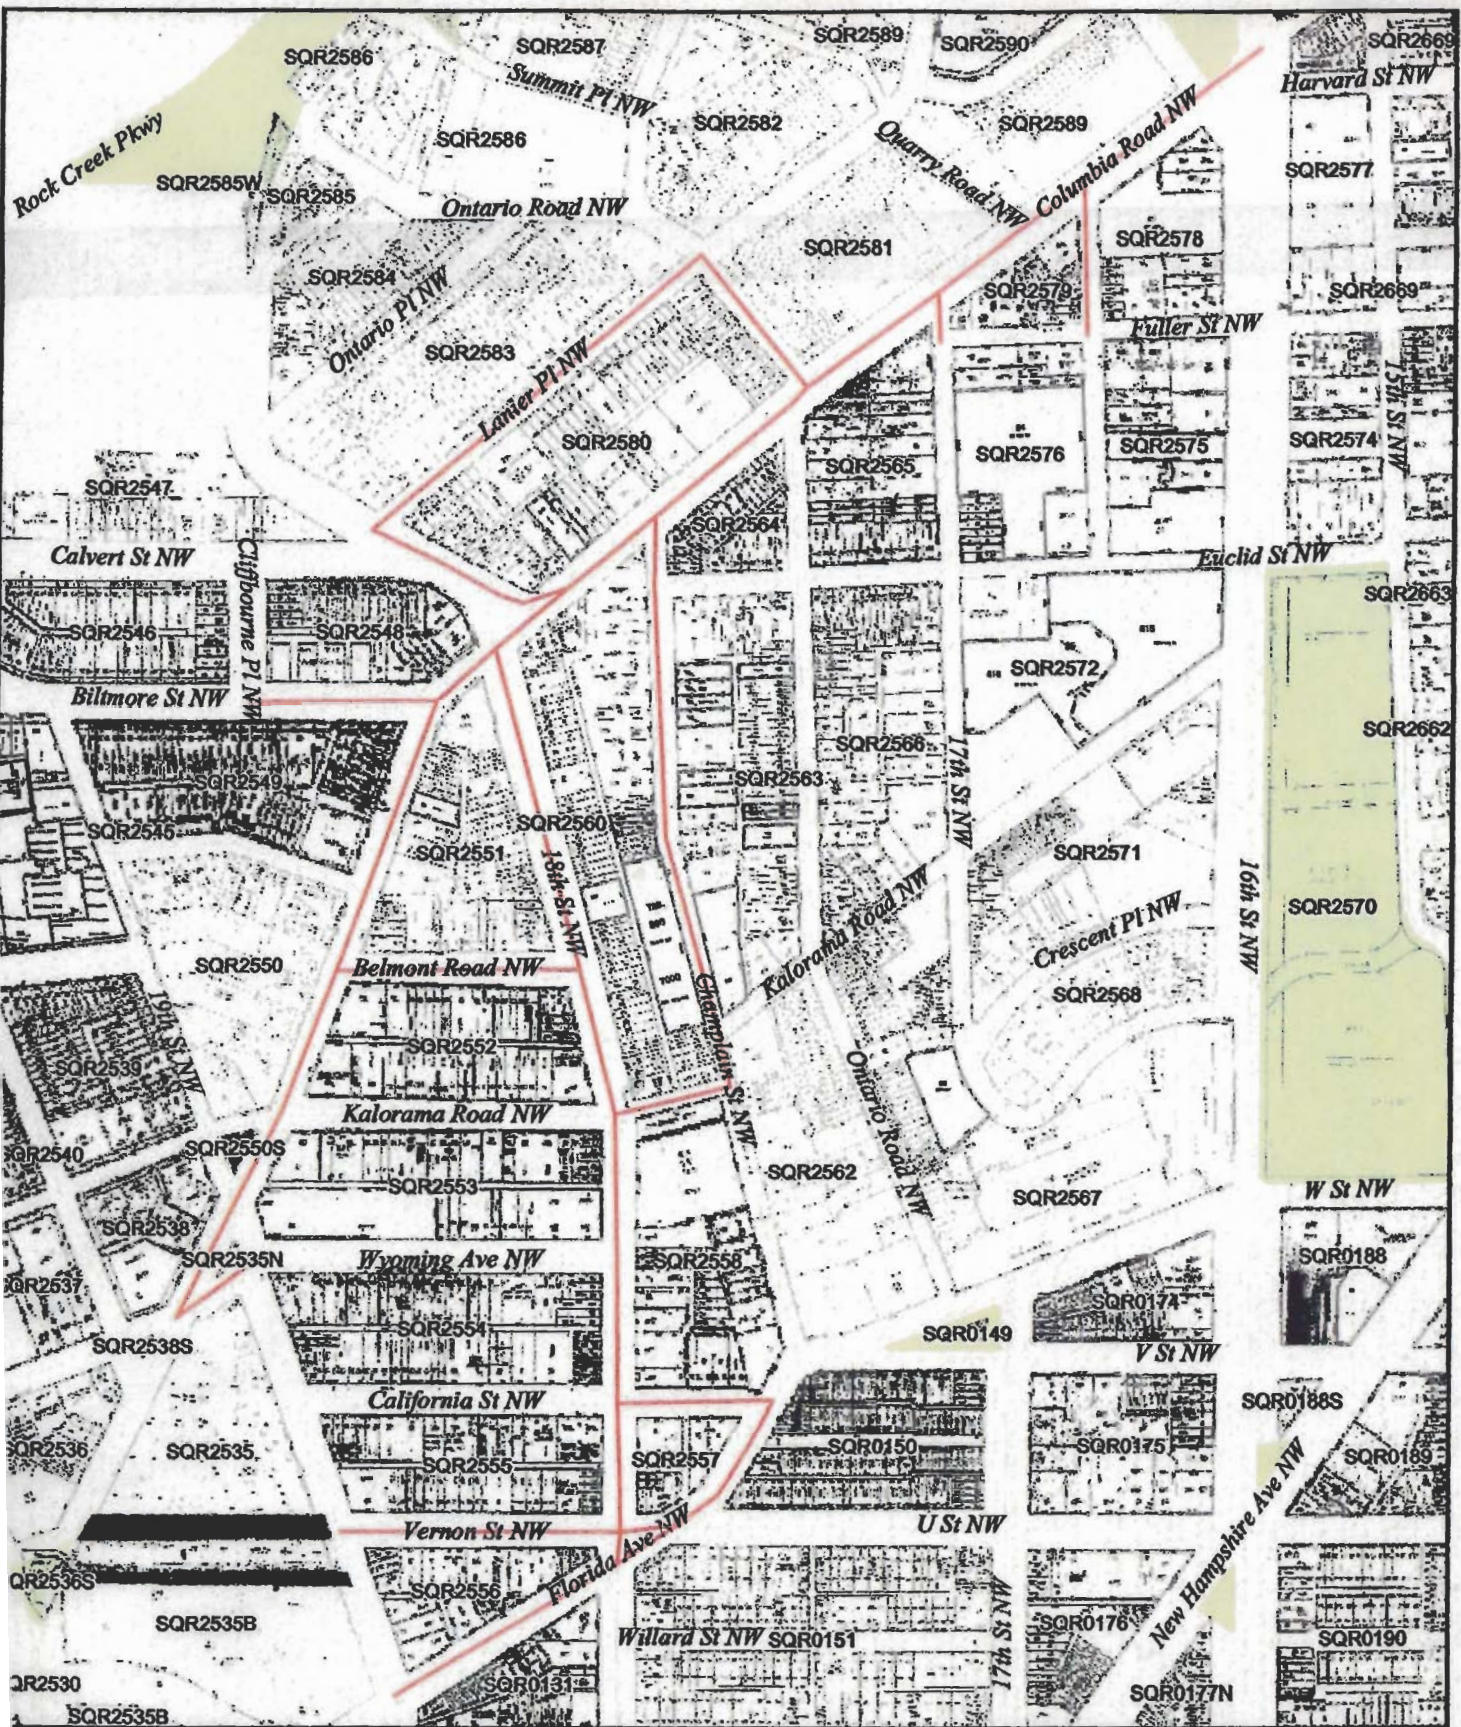 SQR2586
SQR2587
SQR2589
SQR2590
SQR2669
Summit Pl NW
Harvard St NW
SQR2586
SQR2582
SQR2589
Rock Creek Pkwy
SQR2585W
SQR2585
Quarry Road NW
Columbia Road NW
SQR2577
Ontario Road NW
SQR2584
SQR2581
SQR2578
SQR2579
SQR2669
Ontario Pl NW
SQR2583
Fuller St NW
Lanier Pl NW
15th St NW
SQR2580
SQR2565
SQR2576
SQR2575
SQR2574
SQR2547
SQR2564
Calvert St NW
Cliffbourne Pl NW
Euclid St NW
SQR2663
SQR2546
SQR2548
SQR2572
Biltmore St NW
SQR2662
SQR2549
SQR2566
17th St NW
SQR2563
SQR2545
SQR2560
SQR2551
18th St NW
SQR2571
16th St NW
SQR2570
Kalorama Road NW
Crescent Pl NW
SQR2550
Belmont Road NW
Champlain St NW
SQR2568
19th St NW
SQR2552
SQR2539
Ontario Road NW
Kalorama Road NW
SQR2540
SQR2550S
SQR2562
SQR2553
SQR2567
W St NW
SQR2538
SQR2535N
Wyoming Ave NW
SQR2558
SQR0188
SQR2537
SQR2554
SQR0174
SQR2538S
SQR0149
V St NW
California St NW
SQR0188S
SQR2536
SQR2535
SQR2555
SQR2557
SQR0150
SQR0175
SQR0189
Vernon St NW
U St NW
New Hampshire Ave NW
Florida Ave NW
QR2536S
SQR2556
SQR2535B
Willard St NW
SQR0151
17th St NW
SQR0176
SQR0190
QR2530
SQR0131
SQR0177N
SQR2535B